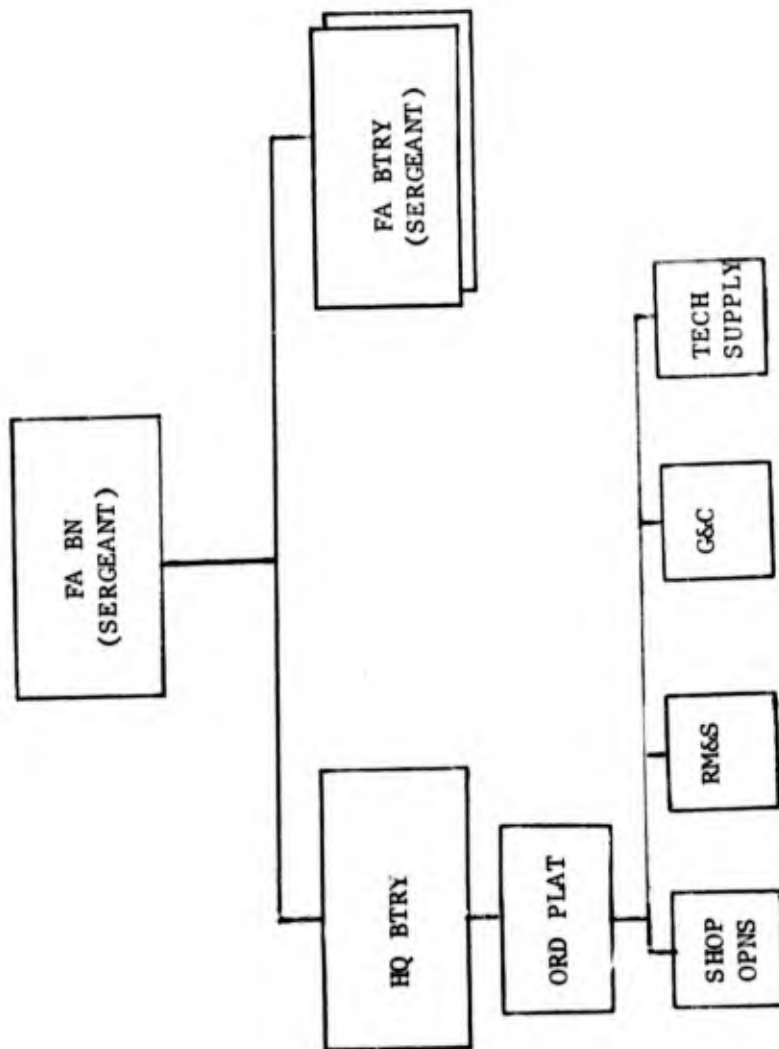 FA BN
(SERGEANT)
HQ BTRY
FA BTRY
(SERGEANT)
ORD PLAT
SHOP
OPNS
RM&S
G&C
TECH
SUPPLY